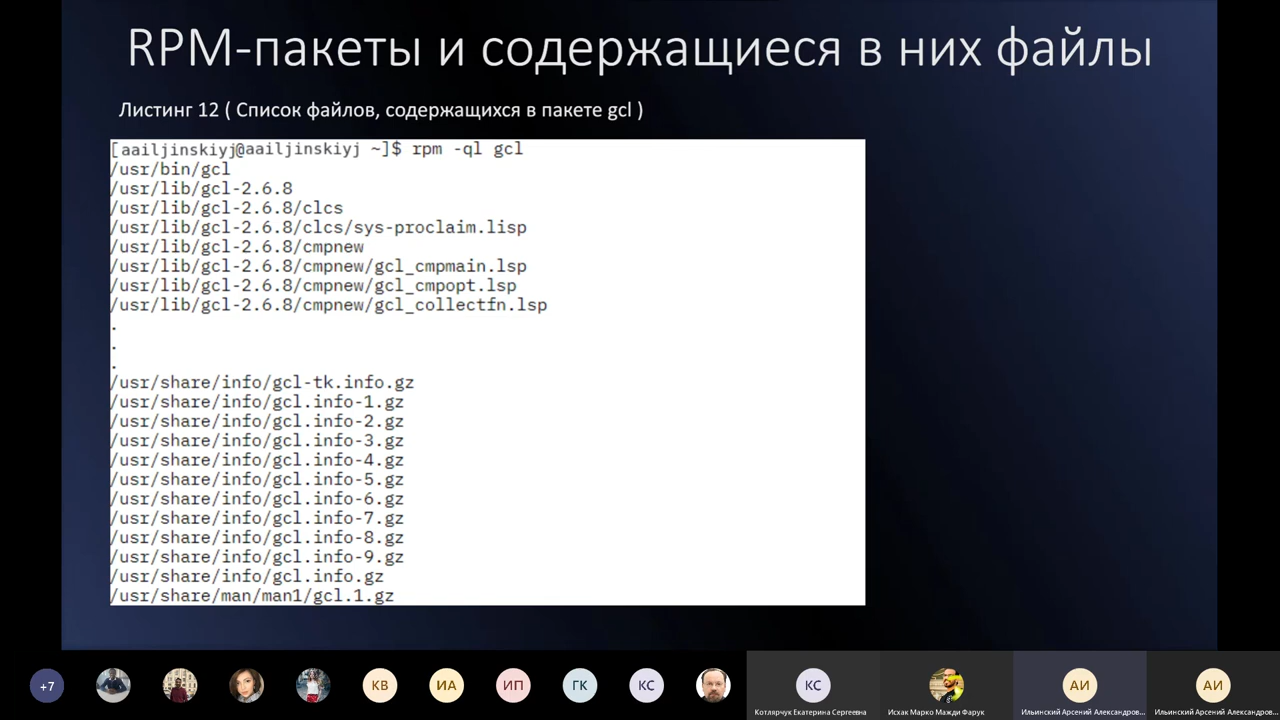 RPM-пакеты и содержащиеся в них файлы
Листинг 12 ( Список файлов, содержащихся в пакете gcl )
[aailjinskiyj@aailjinskiyj ~]$ rpm -ql gcl
/usr/bin/gcl
/usr/lib/gcl-2.6.8
/usr/lib/gcl-2.6.8/clcs
/usr/lib/gcl-2.6.8/clcs/sys-proclaim.lisp
/usr/lib/gcl-2.6.8/cmpnew
/usr/lib/gcl-2.6.8/cmpnew/gcl_cmpmain.lsp
/usr/lib/gcl-2.6.8/cmpnew/gcl_cmpopt.lsp
/usr/lib/gcl-2.6.8/cmpnew/gcl_collectfn.lsp
.
.
.
/usr/share/info/gcl-tk.info.gz
/usr/share/info/gcl.info-1.gz
/usr/share/info/gcl.info-2.gz
/usr/share/info/gcl.info-3.gz
/usr/share/info/gcl.info-4.gz
/usr/share/info/gcl.info-5.gz
/usr/share/info/gcl.info-6.gz
/usr/share/info/gcl.info-7.gz
/usr/share/info/gcl.info-8.gz
/usr/share/info/gcl.info-9.gz
/usr/share/info/gcl.info.gz
/usr/share/man/man1/gcl.1.gz
+7 КВ ИА ИП ГК КС КС АИ АИ
Котлярчук Екатерина Сергеевна Исхак Марко Мажди Фарук Ильинский Арсений Александров... Ильинский Арсений Александров...